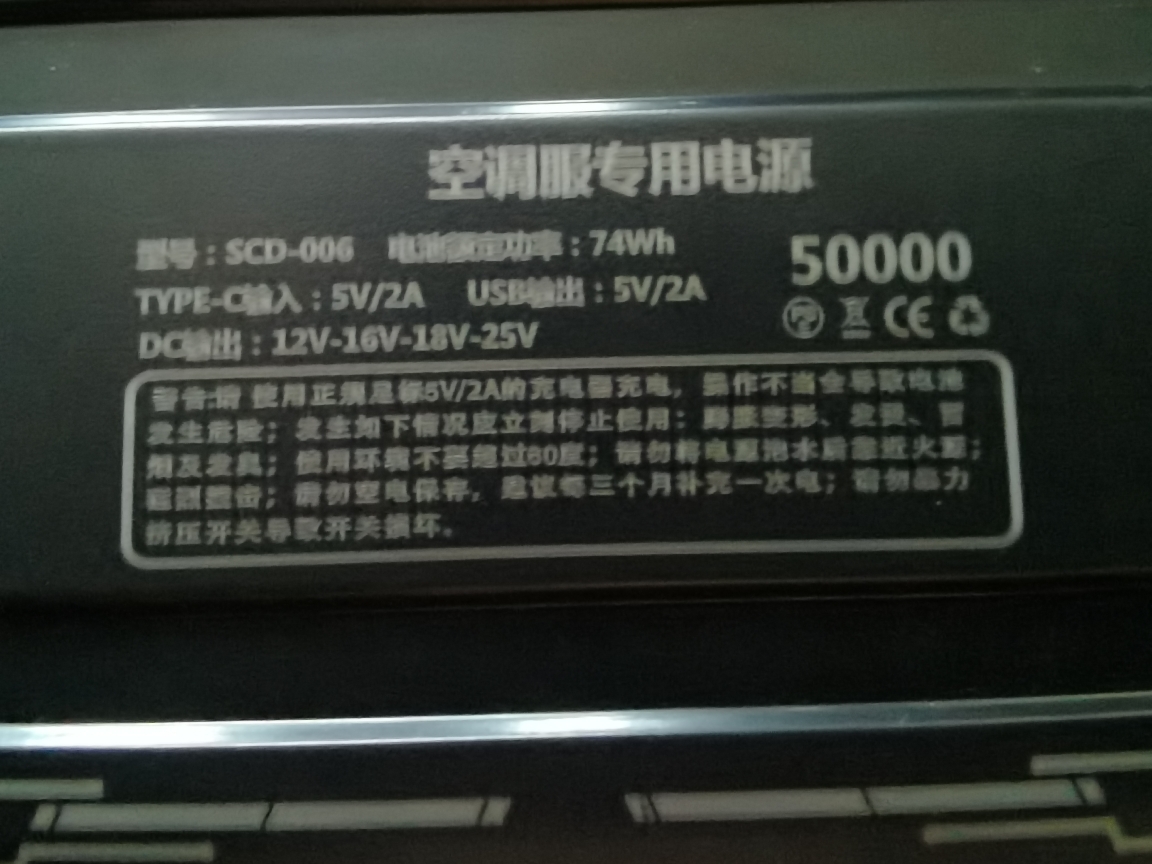 空调服专用电源
型号：SCD-006 电池额定功率：74Wh
50000
TYPE-C输入：5V/2A USB输出：5V/2A
DC输出：12V-16V-18V-25V
警告:请 使用正规足标5V/2A的充电器充电，操作不当会导致电池
发生危险；发生如下情况应立刻停止使用：膨胀变形、发烫、冒
烟及发臭；使用环境不要超过60度；请勿将电源泡水后靠近火源；
撞击；请勿空电保存，建议每三个月补充一次电；请勿暴力
挤压开关导致开关损坏。